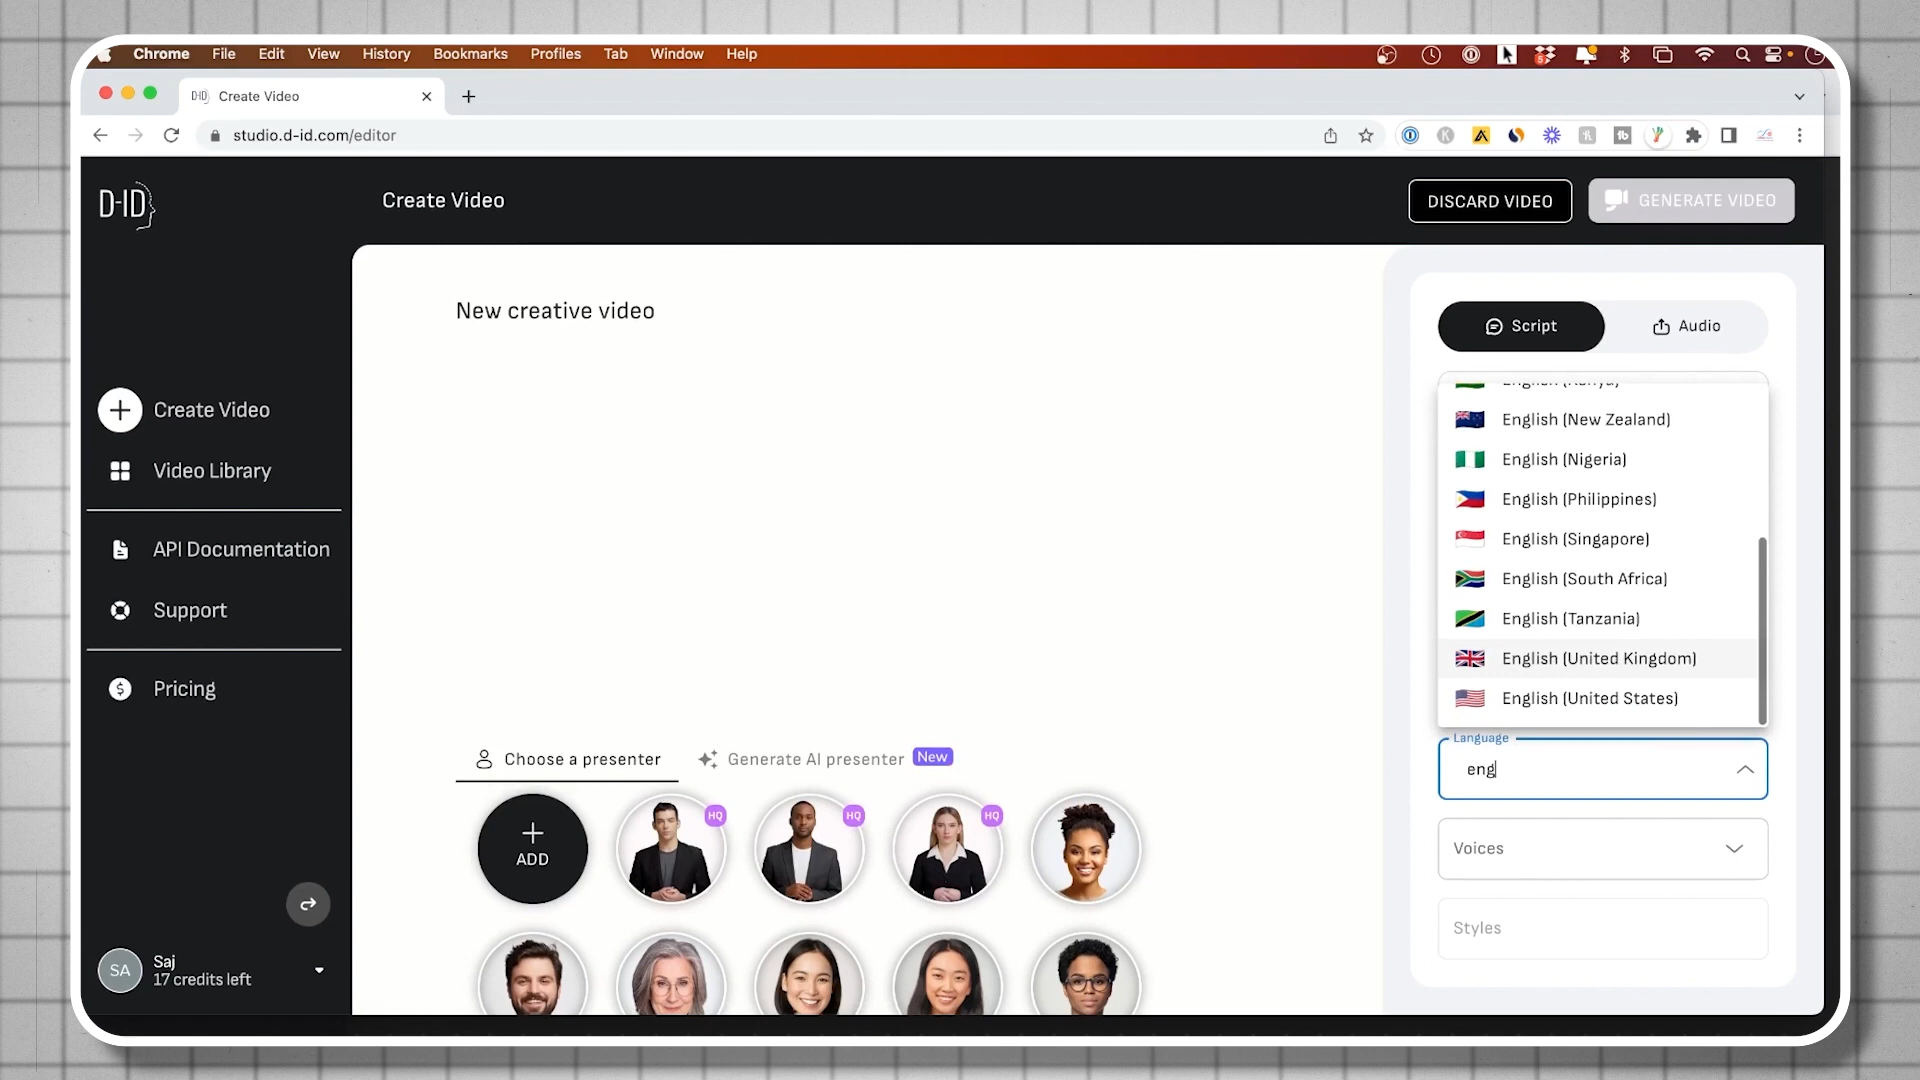 Chrome File Edit View History Bookmarks Profiles Tab Window Help
D-ID Create Video
studio.d-id.com/editor
D-ID
Create Video
DISCARD VIDEO
GENERATE VIDEO
New creative video
Script
Audio
English (Kenya)
English (New Zealand)
English (Nigeria)
English (Philippines)
English (Singapore)
English (South Africa)
English (Tanzania)
English (United Kingdom)
English (United States)
Language
eng
Voices
Styles
Create Video
Video Library
API Documentation
Support
Pricing
SA
Saj
17 credits left
Choose a presenter
Generate AI presenter New
ADD
HQ
HQ
HQ